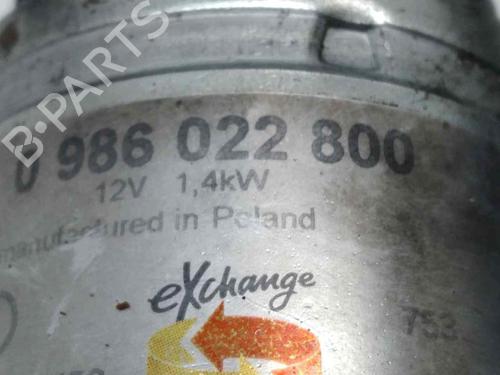 B-PARTS
0 986 022 800
12V 1,4kW
manufactured in Poland
eXchange
753